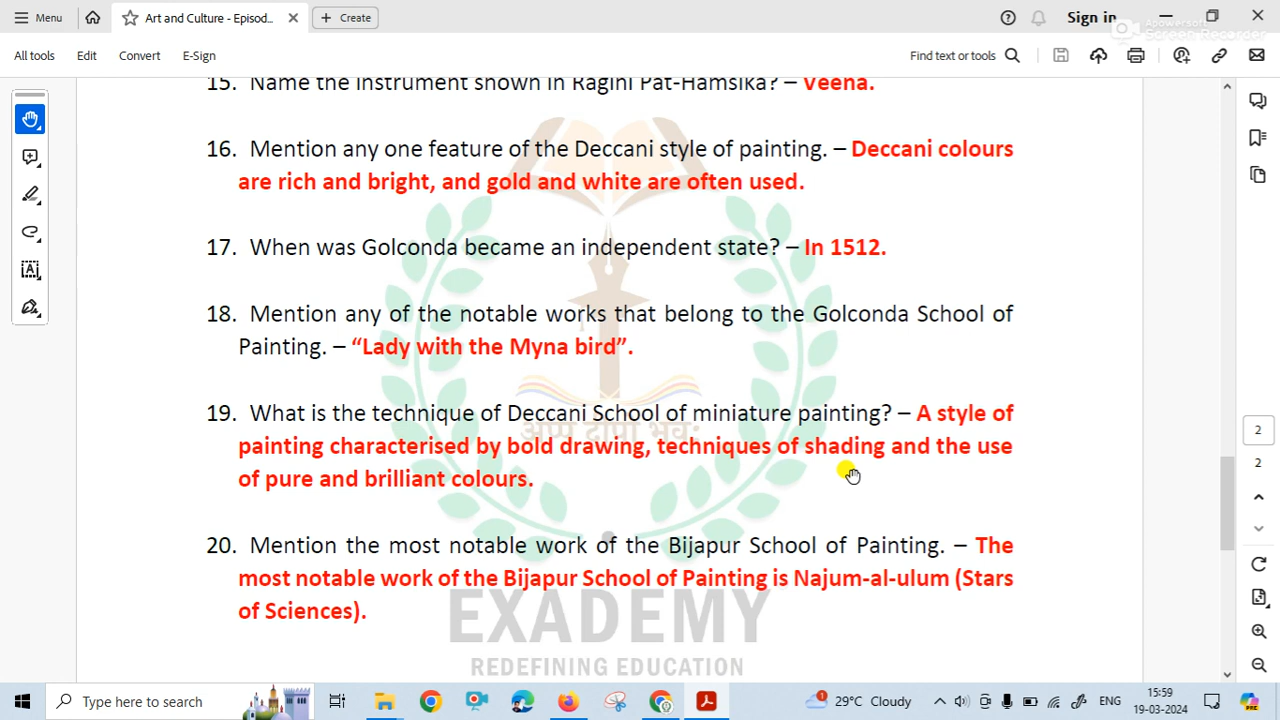 Menu
Art and Culture - Episod...
Create
Sign in
Apowersoft
Screen Recorder
All tools
Edit
Convert
E-Sign
Find text or tools
15. Name the Instrument shown in Ragini Pat-Hamsika? – Veena.
16. Mention any one feature of the Deccani style of painting. – Deccani colours
are rich and bright, and gold and white are often used.
17. When was Golconda became an independent state? – In 1512.
18. Mention any of the notable works that belong to the Golconda School of
Painting. – “Lady with the Myna bird”.
19. What is the technique of Deccani School of miniature painting? – A style of
painting characterised by bold drawing, techniques of shading and the use
of pure and brilliant colours.
20. Mention the most notable work of the Bijapur School of Painting. – The
most notable work of the Bijapur School of Painting is Najum-al-ulum (Stars
of Sciences).
EXADEMY
REDEFINING EDUCATION
2
2
Type here to search
1
29°C Cloudy
ENG
15:59
19-03-2024
PRE